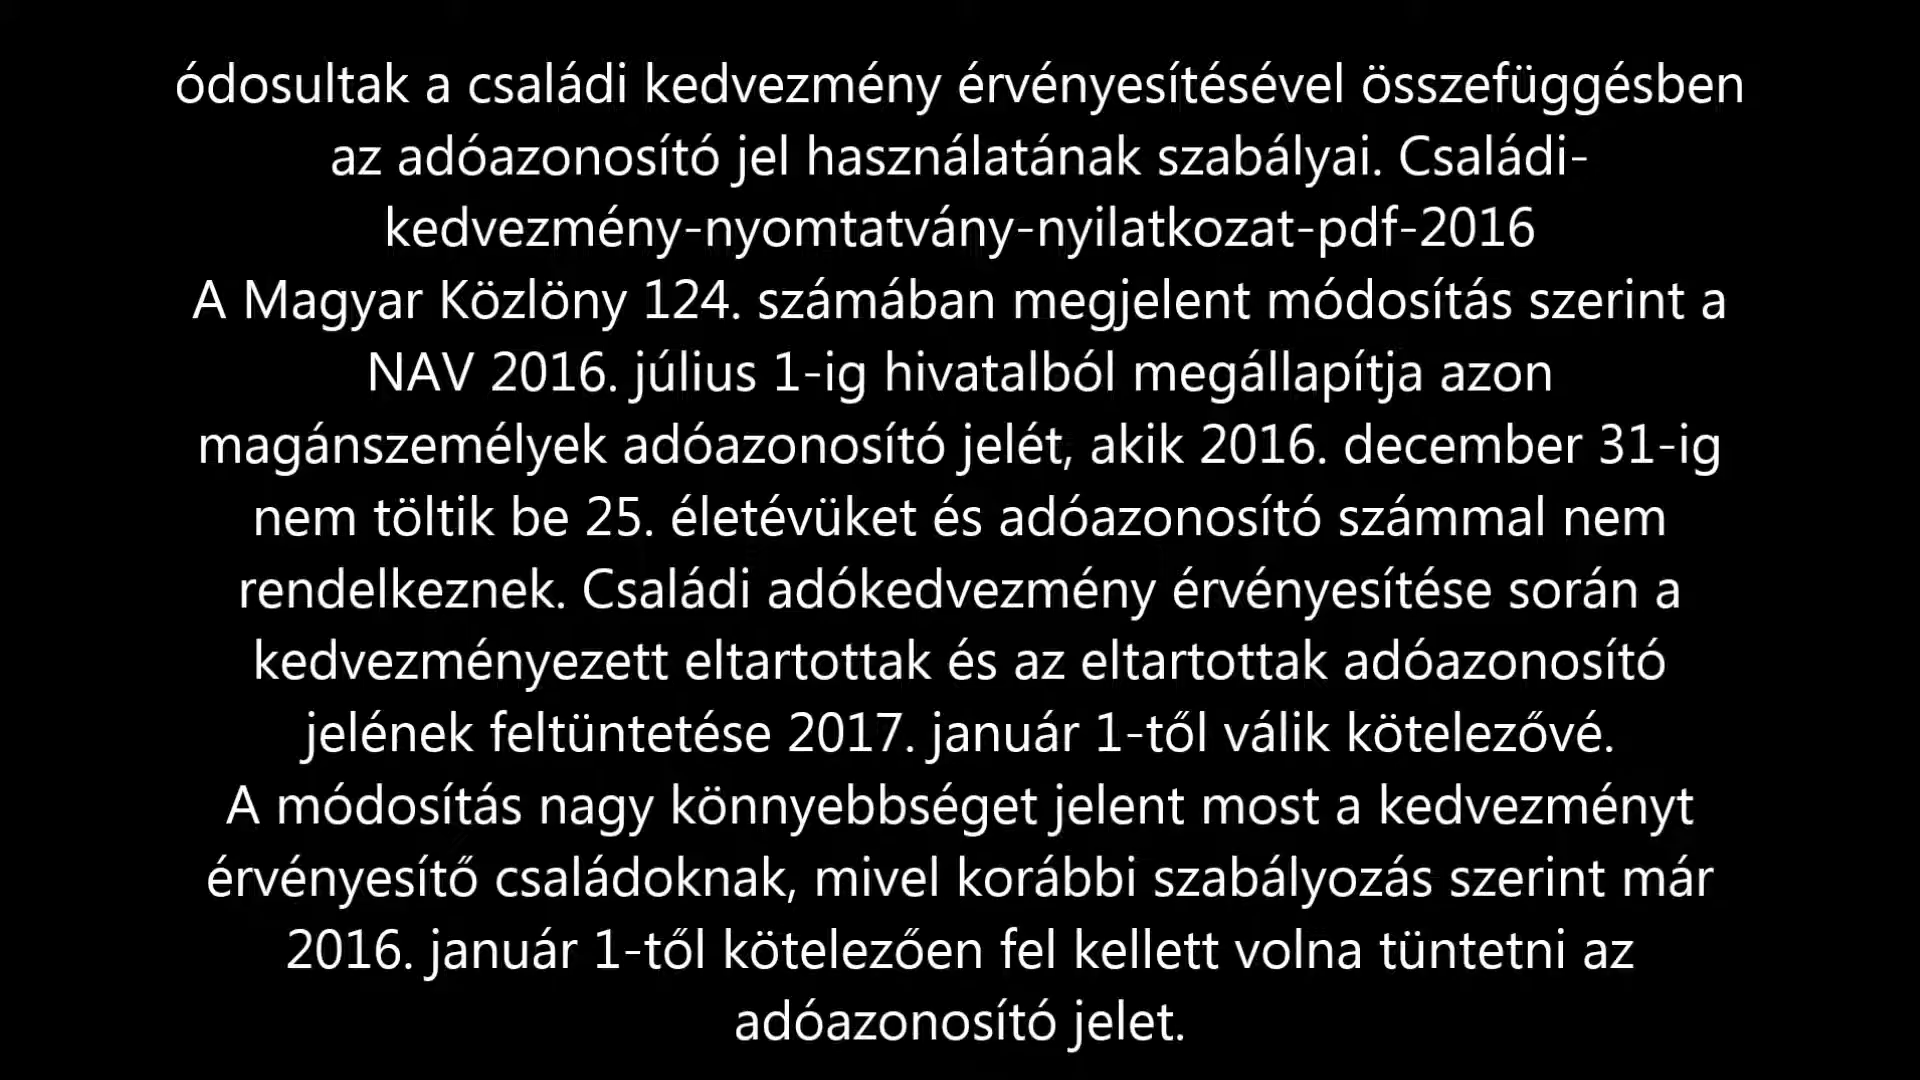 ódosultak a családi kedvezmény érvényesítésével összefüggésben
az adóazonosító jel használatának szabályai. Családi-
kedvezmény-nyomtatvány-nyilatkozat-pdf-2016
A Magyar Közlöny 124. számában megjelent módosítás szerint a
NAV 2016. július 1-ig hivatalból megállapítja azon
magánszemélyek adóazonosító jelét, akik 2016. december 31-ig
nem töltik be 25. életévüket és adóazonosító számmal nem
rendelkeznek. Családi adókedvezmény érvényesítése során a
kedvezményezett eltartottak és az eltartottak adóazonosító
jelének feltüntetése 2017. január 1-től válik kötelezővé.
A módosítás nagy könnyebbséget jelent most a kedvezményt
érvényesítő családoknak, mivel korábbi szabályozás szerint már
2016. január 1-től kötelezően fel kellett volna tüntetni az
adóazonosító jelet.